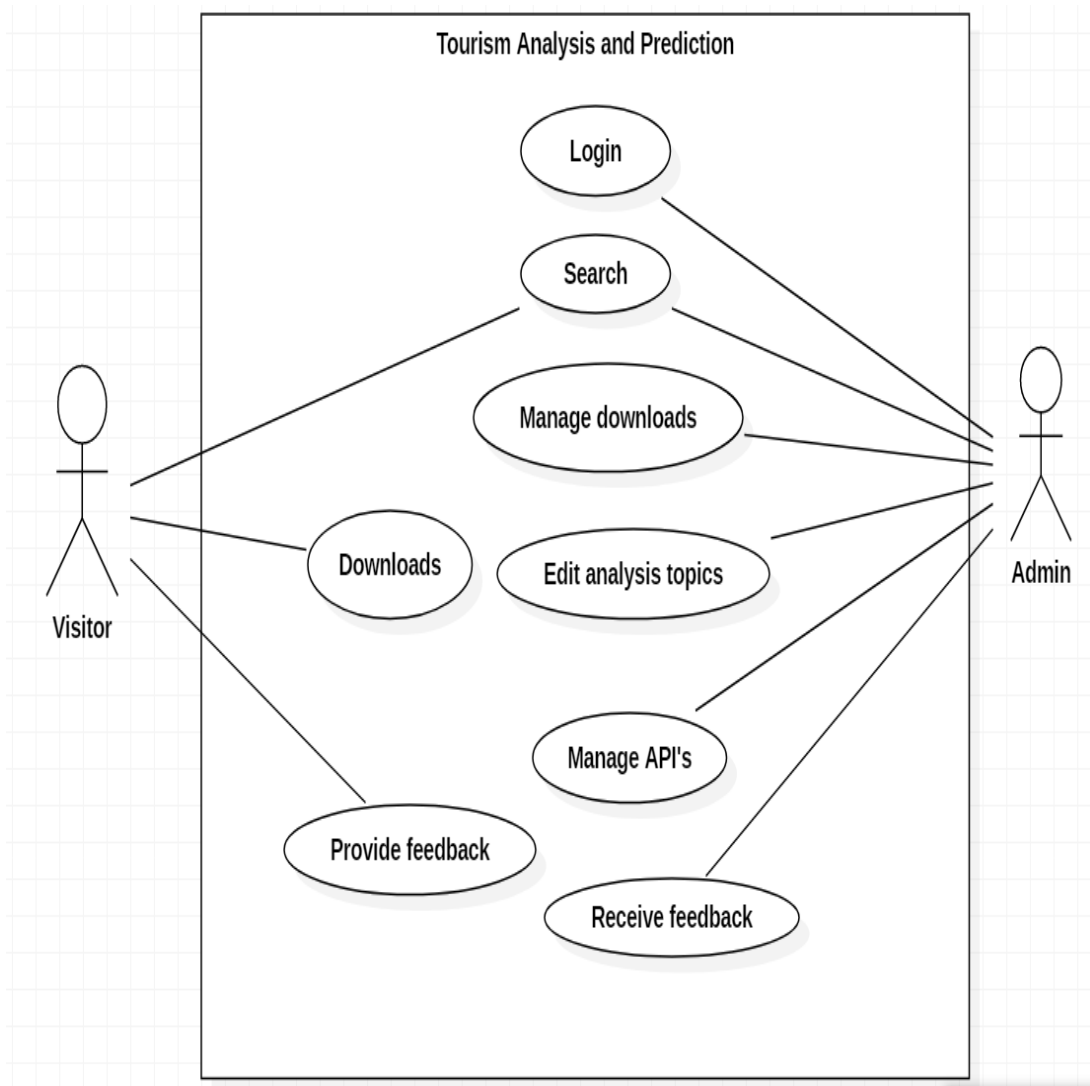 Tourism Analysis and Prediction
Login
Search
Manage downloads
Downloads
Edit analysis topics
Admin
Visitor
Manage API's
Provide feedback
Receive feedback